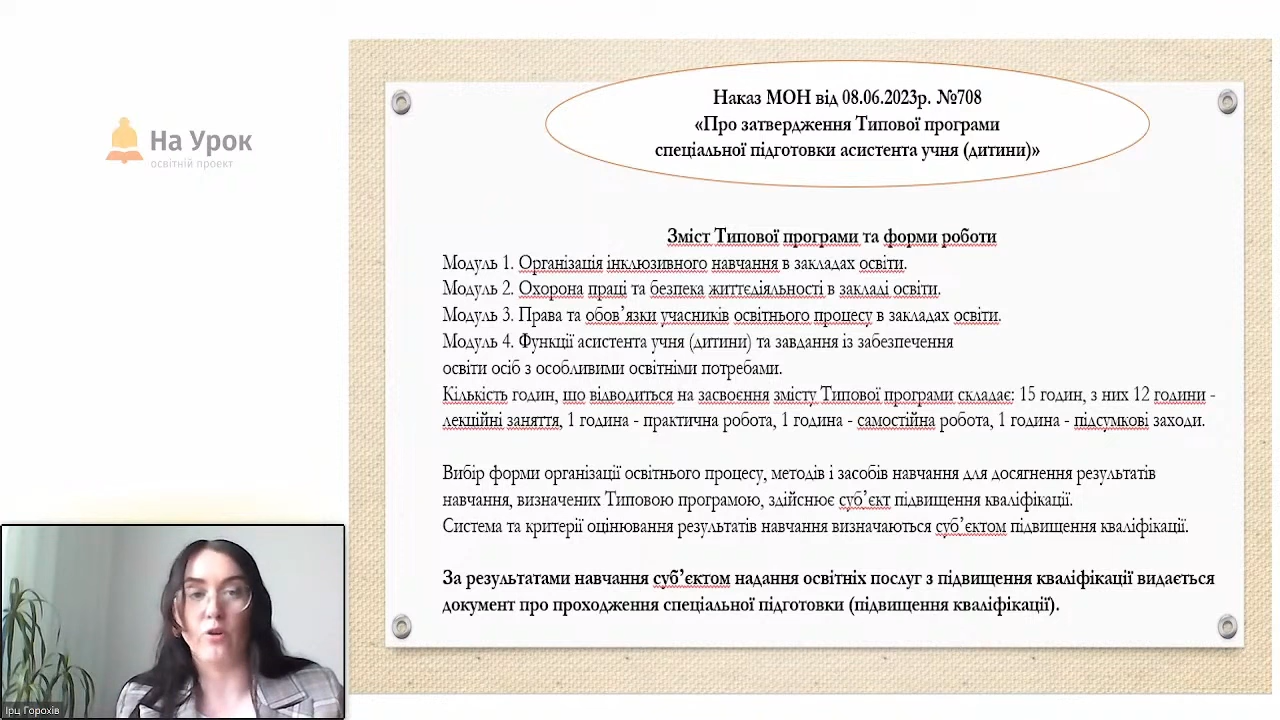 На Урок
освітній проект
Наказ МОН від 08.06.2023р. №708
«Про затвердження Типової програми
спеціальної підготовки асистента учня (дитини)»
Зміст Типової програми та форми роботи
Модуль 1. Організація інклюзивного навчання в закладах освіти.
Модуль 2. Охорона праці та безпека життєдіяльності в закладі освіти.
Модуль 3. Права та обов’язки учасників освітнього процесу в закладах освіти.
Модуль 4. Функції асистента учня (дитини) та завдання із забезпечення
освіти осіб з особливими освітніми потребами.
Кількість годин, що відводиться на засвоєння змісту Типової програми складає: 15 годин, з них 12 години -
лекційні заняття, 1 година - практична робота, 1 година - самостійна робота, 1 година - підсумкові заходи.
Вибір форми організації освітнього процесу, методів і засобів навчання для досягнення результатів
навчання, визначених Типовою програмою, здійснює суб’єкт підвищення кваліфікації.
Система та критерії оцінювання результатів навчання визначаються суб’єктом підвищення кваліфікації.
За результатами навчання суб’єктом надання освітніх послуг з підвищення кваліфікації видається
документ про проходження спеціальної підготовки (підвищення кваліфікації).
Ірц Горохів